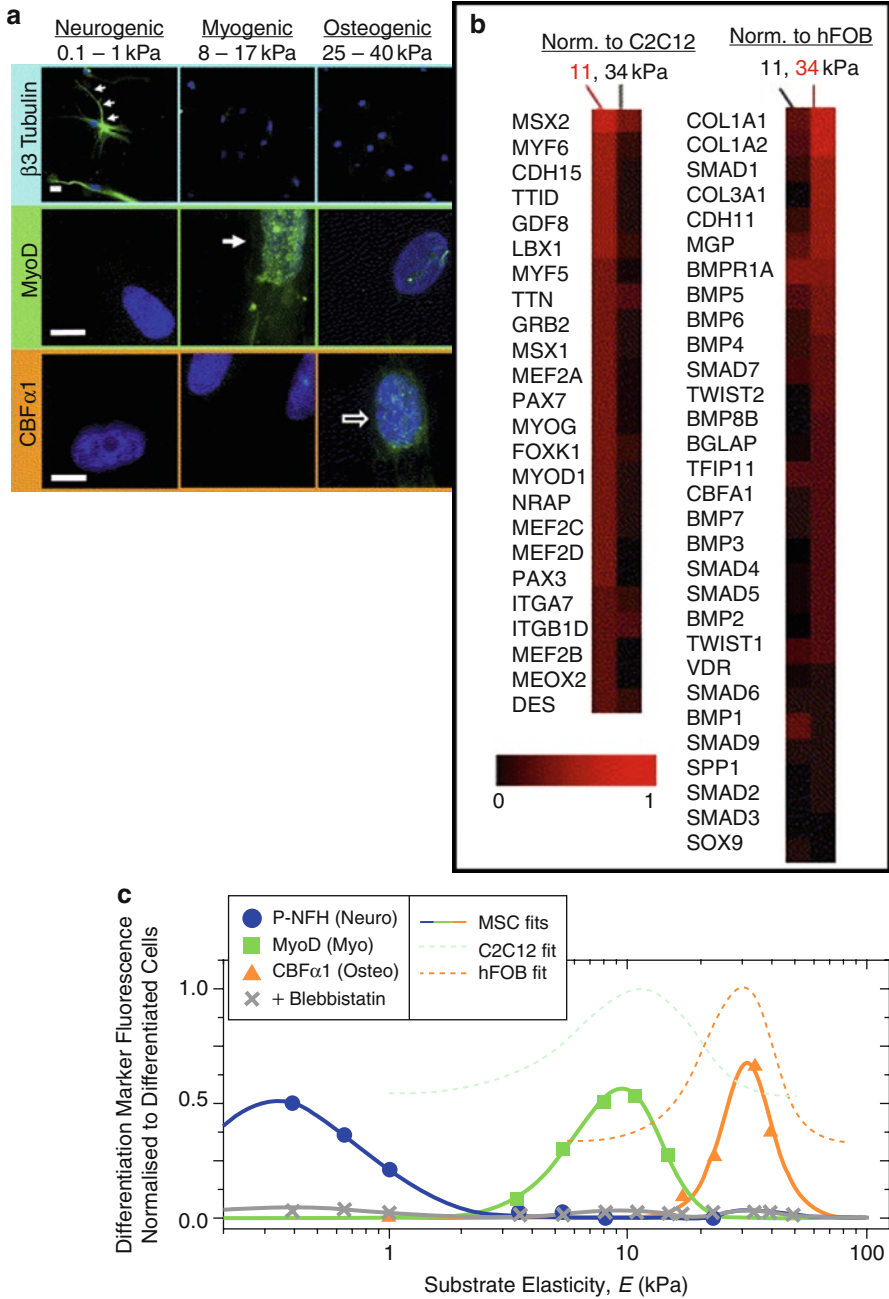 a
Neurogenic
0.1 – 1 kPa
Myogenic
8 – 17 kPa
Osteogenic
25 – 40 kPa
β3 Tubulin
MyoD
CBFα1
b
Norm. to C2C12
11, 34 kPa
MSX2
MYF6
CDH15
TTID
GDF8
LBX1
MYF5
TTN
GRB2
MSX1
MEF2A
PAX7
MYOG
FOXK1
MYOD1
NRAP
MEF2C
MEF2D
PAX3
ITGA7
ITGB1D
MEF2B
MEOX2
DES
0
1
Norm. to hFOB
11, 34 kPa
COL1A1
COL1A2
SMAD1
COL3A1
CDH11
MGP
BMPR1A
BMP5
BMP6
BMP4
SMAD7
TWIST2
BMP8B
BGLAP
TFIP11
CBFA1
BMP7
BMP3
SMAD4
SMAD5
BMP2
TWIST1
VDR
SMAD6
BMP1
SMAD9
SPP1
SMAD2
SMAD3
SOX9
c
P-NFH (Neuro)
MyoD (Myo)
CBFα1 (Osteo)
+ Blebbistatin
MSC fits
C2C12 fit
hFOB fit
Differentiation Marker Fluorescence
Normalised to Differentiated Cells
1.0
0.5
0.0
1
10
100
Substrate Elasticity, E (kPa)